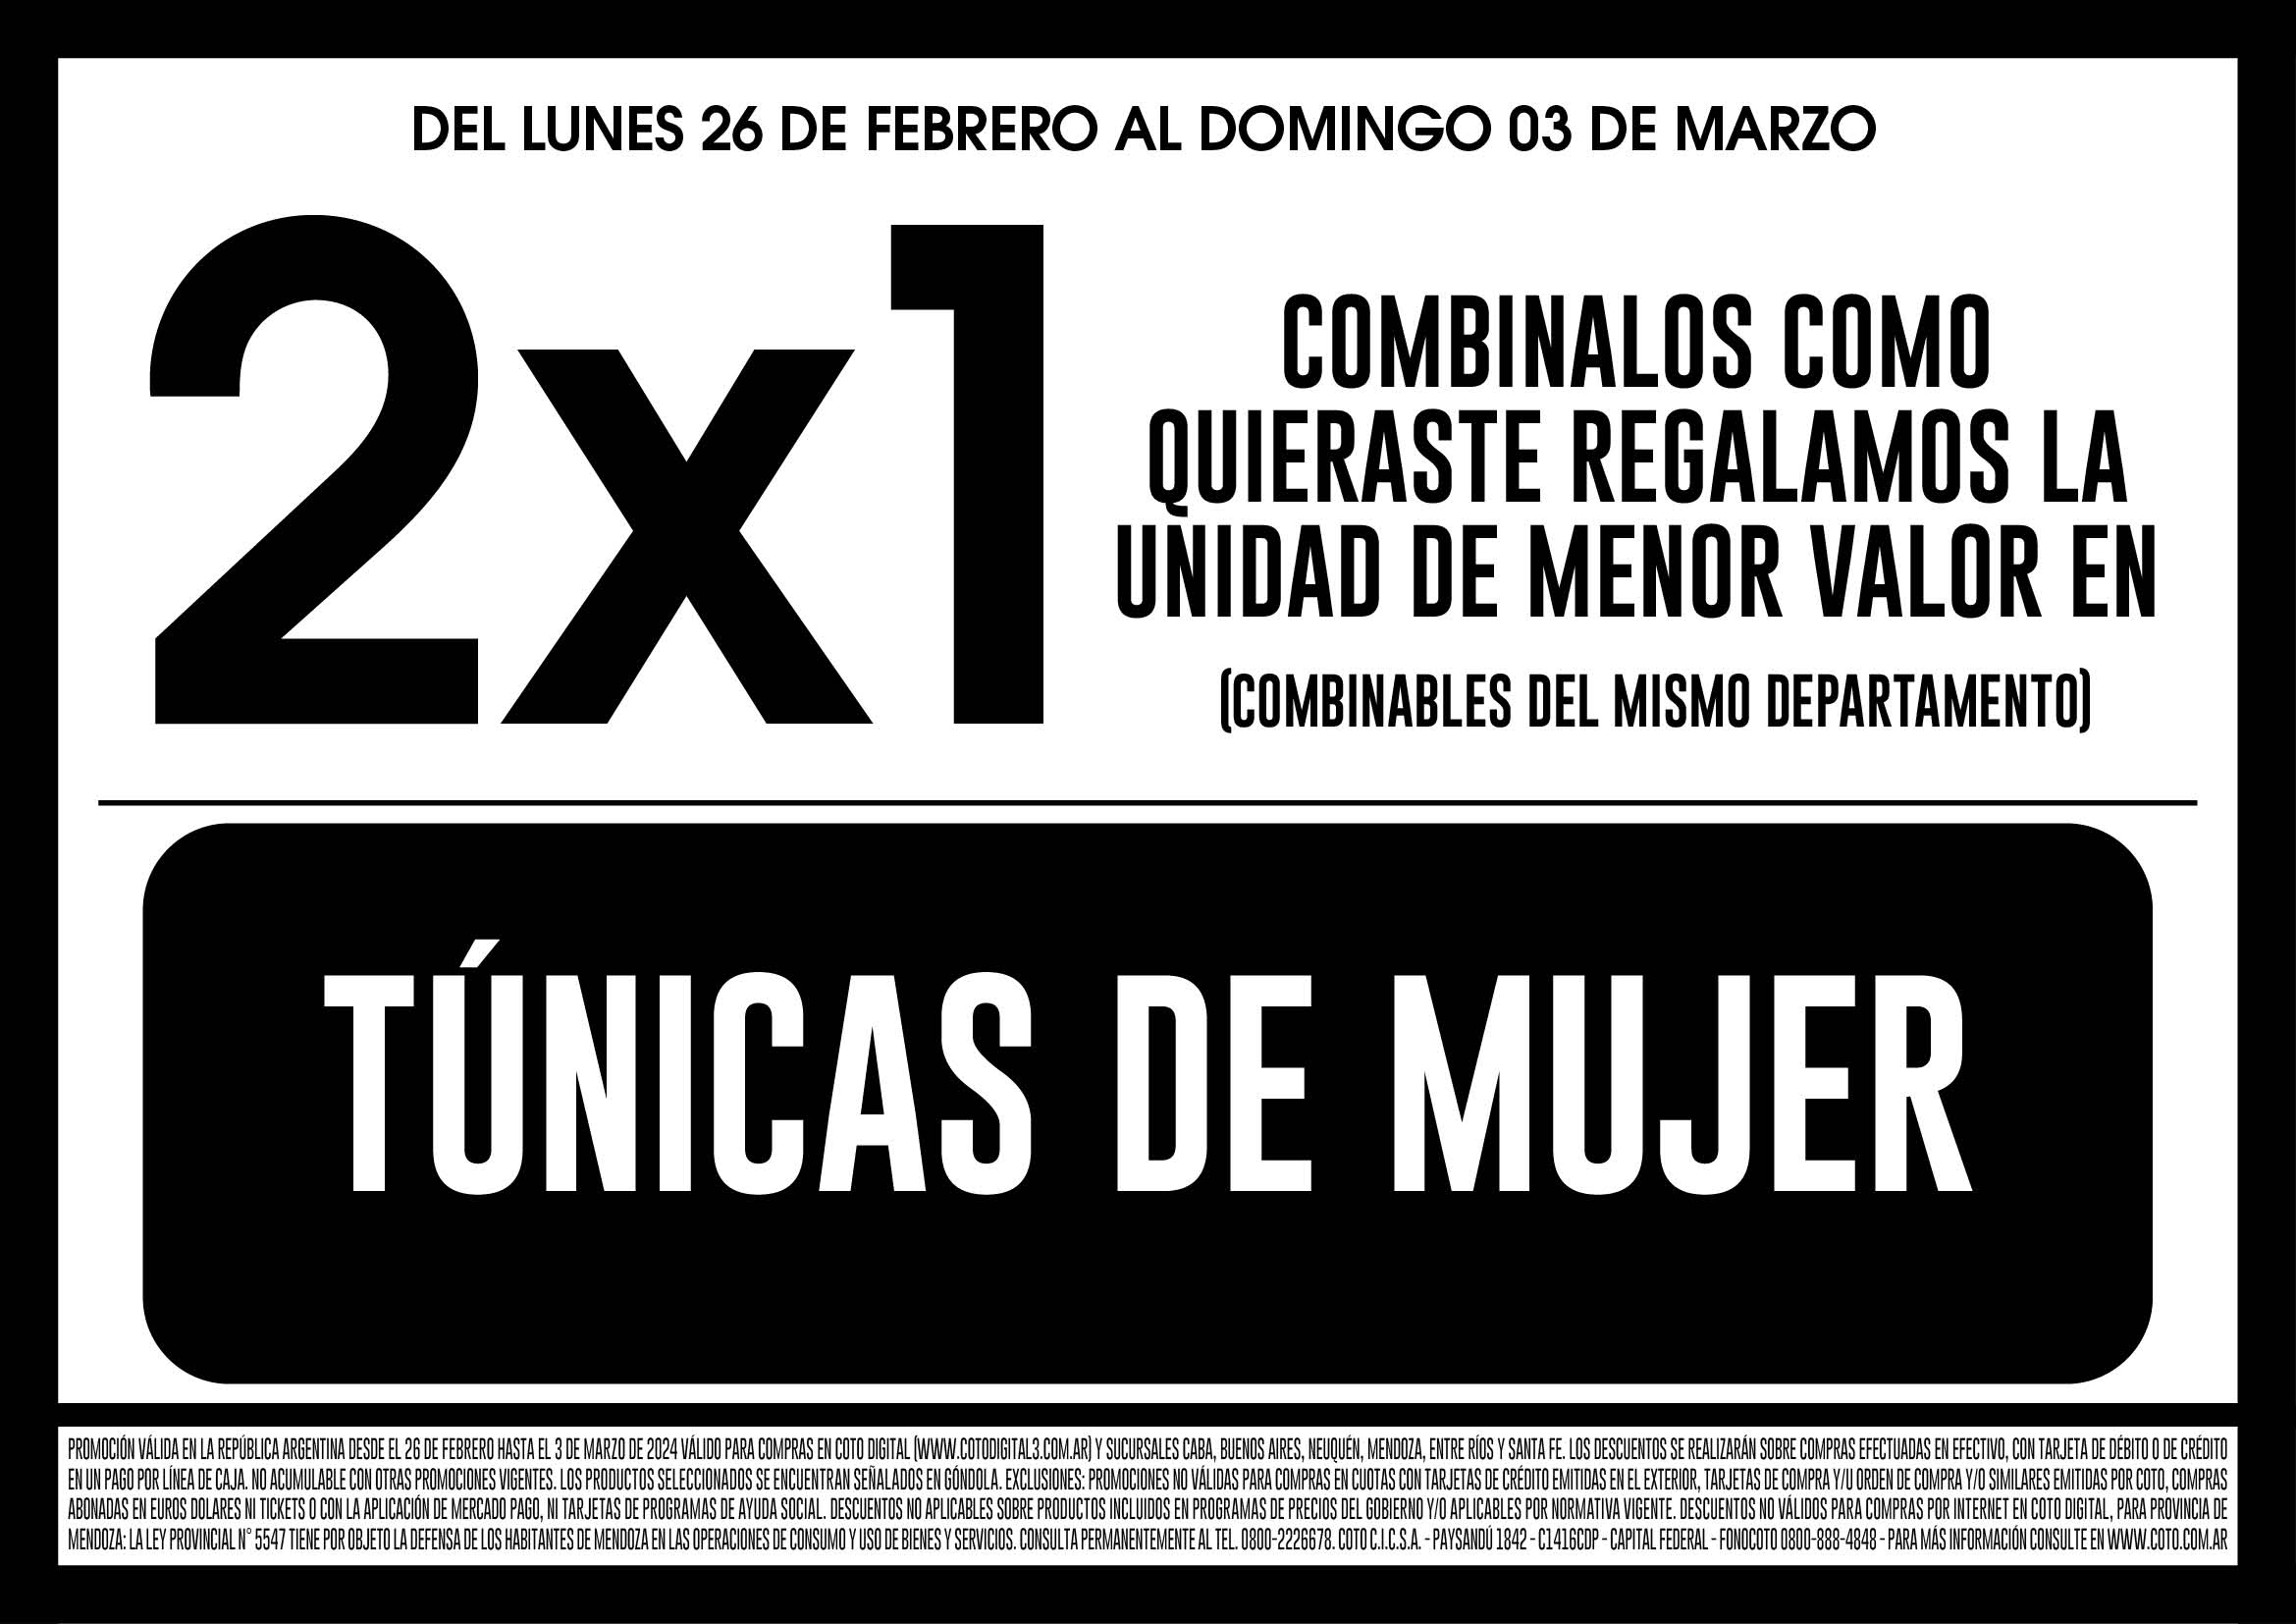 DEL LUNES 26 DE FEBRERO AL DOMINGO 03 DE MARZO
2x1
COMBINALOS COMO
QUIERASTE REGALAMOS LA
UNIDAD DE MENOR VALOR EN
(COMBINABLES DEL MISMO DEPARTAMENTO)
TÚNICAS DE MUJER
PROMOCIÓN VÁLIDA EN LA REPÚBLICA ARGENTINA DESDE EL 26 DE FEBRERO HASTA EL 3 DE MARZO DE 2024 VÁLIDO PARA COMPRAS EN COTO DIGITAL (WWW.COTODIGITAL3.COM.AR) Y SUCURSALES CABA, BUENOS AIRES, NEUQUÉN, MENDOZA, ENTRE RÍOS Y SANTA FE. LOS DESCUENTOS SE REALIZARÁN SOBRE COMPRAS EFECTUADAS EN EFECTIVO, CON TARJETA DE DÉBITO O DE CRÉDITO
EN UN PAGO POR LÍNEA DE CAJA. NO ACUMULABLE CON OTRAS PROMOCIONES VIGENTES. LOS PRODUCTOS SELECCIONADOS SE ENCUENTRAN SEÑALADOS EN GÓNDOLA. EXCLUSIONES: PROMOCIONES NO VÁLIDAS PARA COMPRAS EN CUOTAS CON TARJETAS DE CRÉDITO EMITIDAS EN EL EXTERIOR, TARJETAS DE COMPRA Y/U ORDEN DE COMPRA Y/O SIMILARES EMITIDAS POR COTO, COMPRAS
ABONADAS EN EUROS DOLARES NI TICKETS O CON LA APLICACIÓN DE MERCADO PAGO, NI TARJETAS DE PROGRAMAS DE AYUDA SOCIAL. DESCUENTOS NO APLICABLES SOBRE PRODUCTOS INCLUIDOS EN PROGRAMAS DE PRECIOS DEL GOBIERNO Y/O APLICABLES POR NORMATIVA VIGENTE. DESCUENTOS NO VÁLIDOS PARA COMPRAS POR INTERNET EN COTO DIGITAL, PARA PROVINCIA DE
MENDOZA: LA LEY PROVINCIAL N° 5547 TIENE POR OBJETO LA DEFENSA DE LOS HABITANTES DE MENDOZA EN LAS OPERACIONES DE CONSUMO Y USO DE BIENES Y SERVICIOS. CONSULTA PERMANENTEMENTE AL TEL. 0800-2226678. COTO C.I.C.S.A. - PAYSANDÚ 1842 - C1416CDP - CAPITAL FEDERAL - FONOCOTO 0800-888-4848 - PARA MÁS INFORMACIÓN CONSULTE EN WWW.COTO.COM.AR